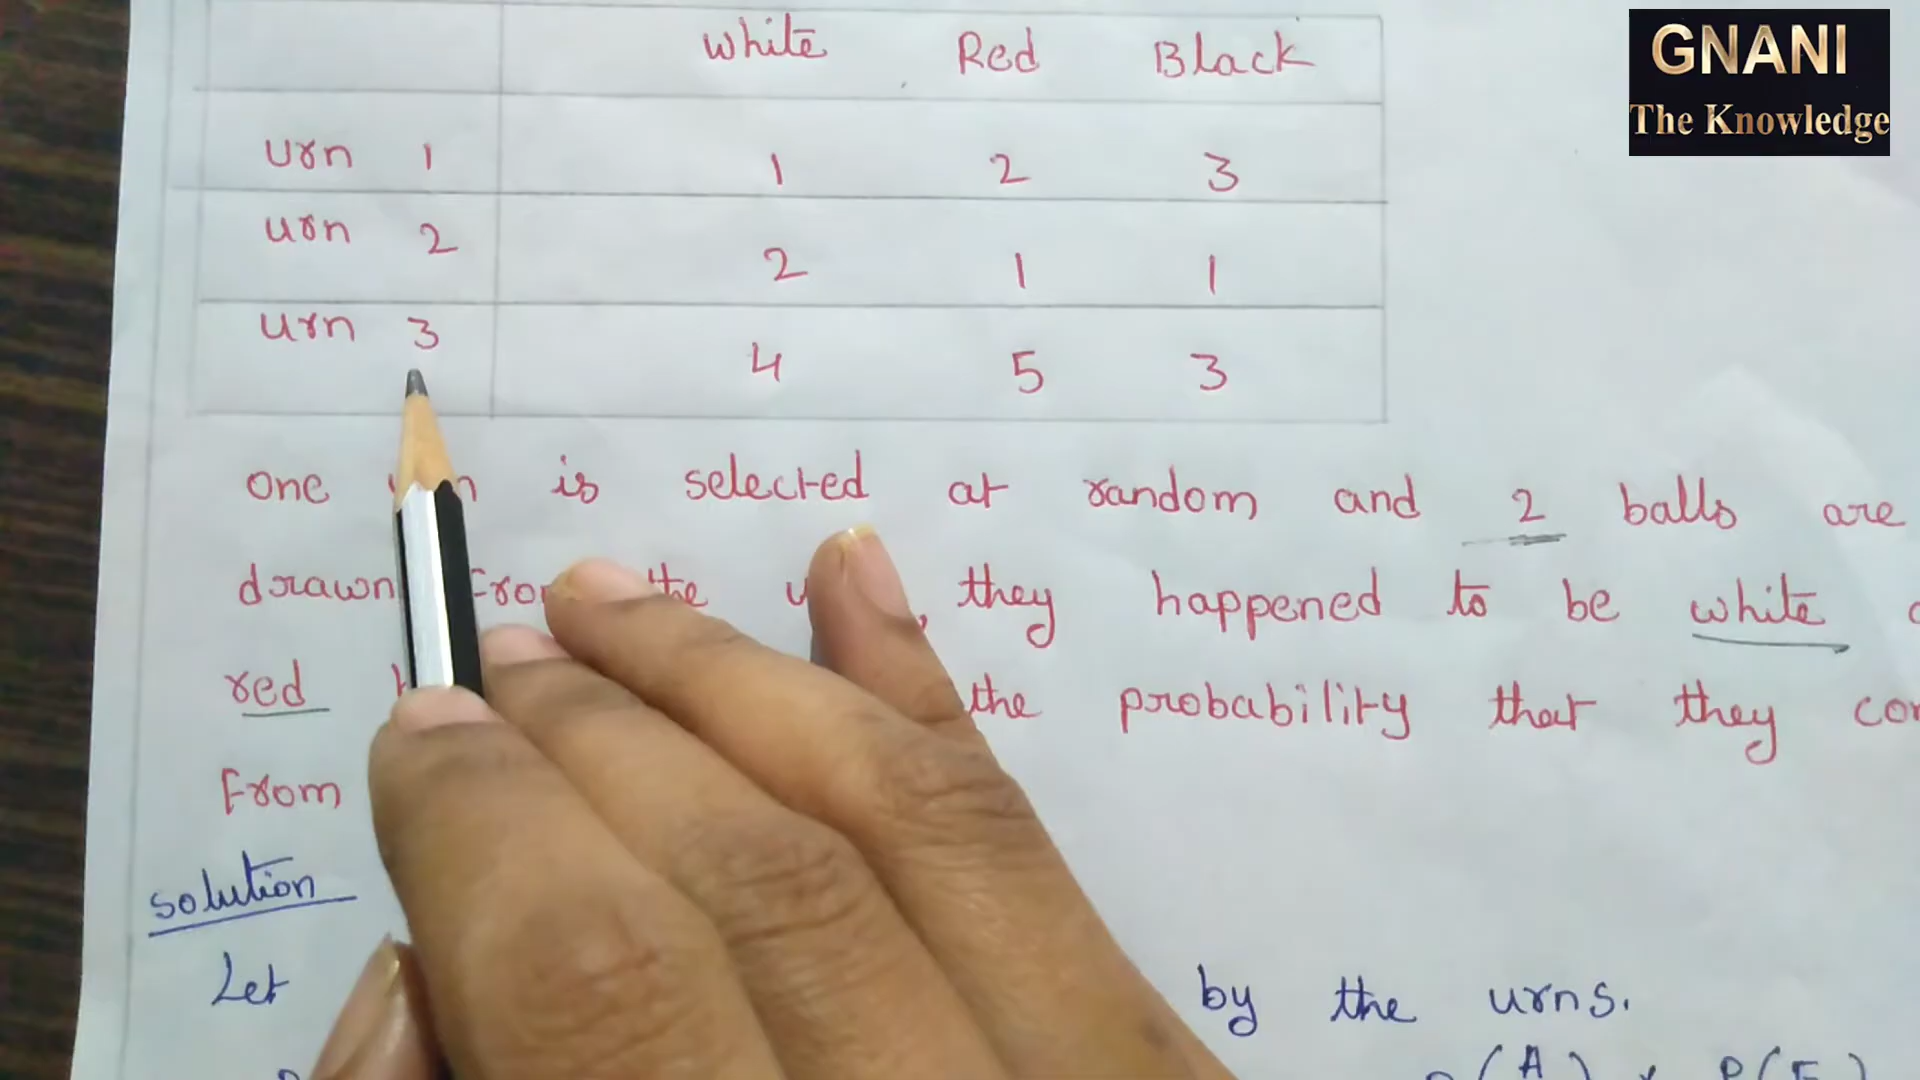 GNANI
The Knowledge
White Red Black
urn 1 1 2 3
urn 2 2 1 1
urn 3 4 5 3
one is selected at random and 2 balls are
drawn the they happened to be white
red the probability that they
From
solution
Let by the urns.